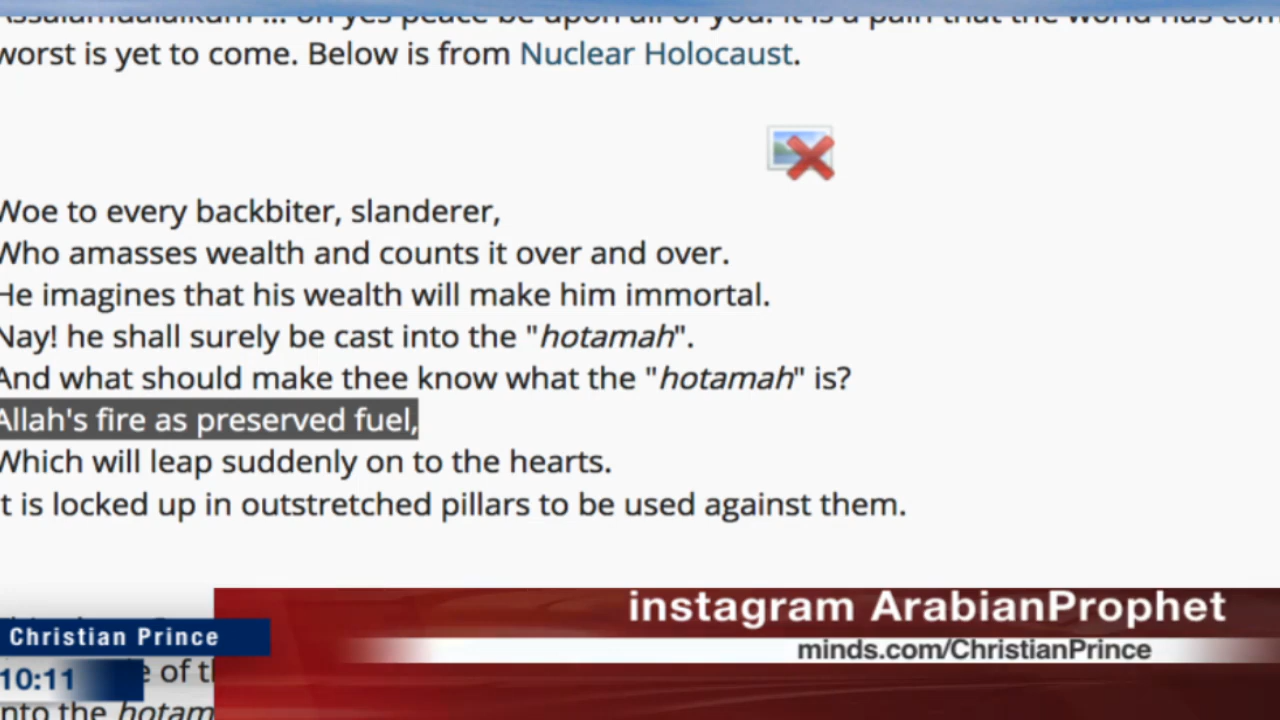 worst is yet to come. Below is from Nuclear Holocaust.
Woe to every backbiter, slanderer,
Who amasses wealth and counts it over and over.
He imagines that his wealth will make him immortal.
Nay! he shall surely be cast into the "hotamah".
And what should make thee know what the "hotamah" is?
Allah's fire as preserved fuel,
Which will leap suddenly on to the hearts.
t is locked up in outstretched pillars to be used against them.
instagram ArabianProphet
Christian Prince
minds.com/ChristianPrince
10:11
of